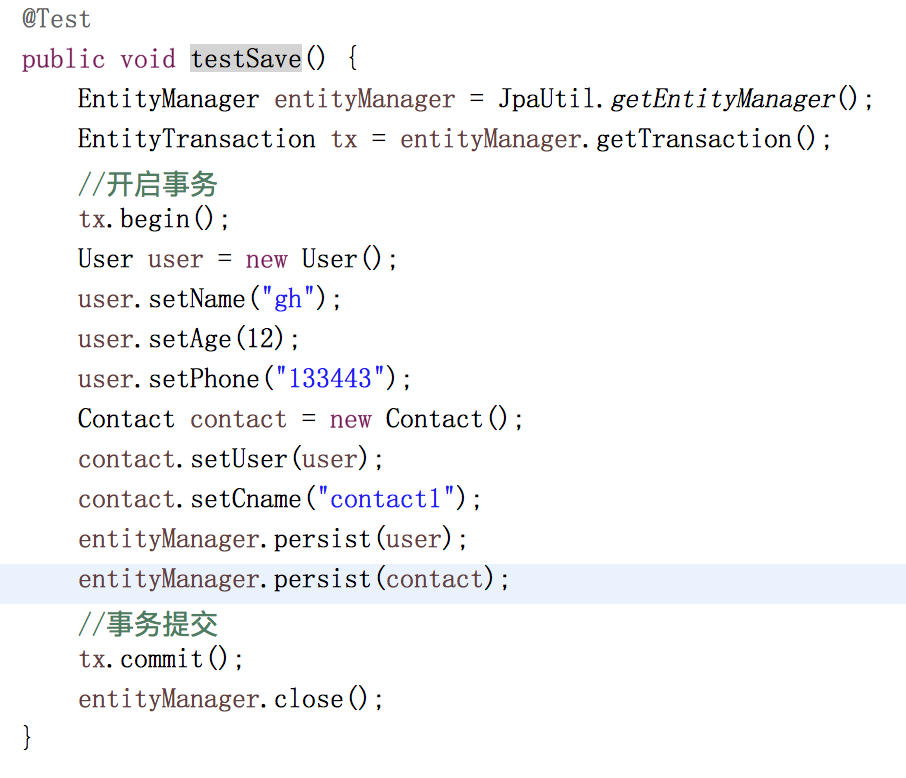 @Test
public void testSave() {
    EntityManager entityManager = JpaUtil.getEntityManager();
    EntityTransaction tx = entityManager.getTransaction();
    //开启事务
    tx.begin();
    User user = new User();
    user.setName("gh");
    user.setAge(12);
    user.setPhone("133443");
    Contact contact = new Contact();
    contact.setUser(user);
    contact.setCname("contact1");
    entityManager.persist(user);
    entityManager.persist(contact);
    //事务提交
    tx.commit();
    entityManager.close();
}